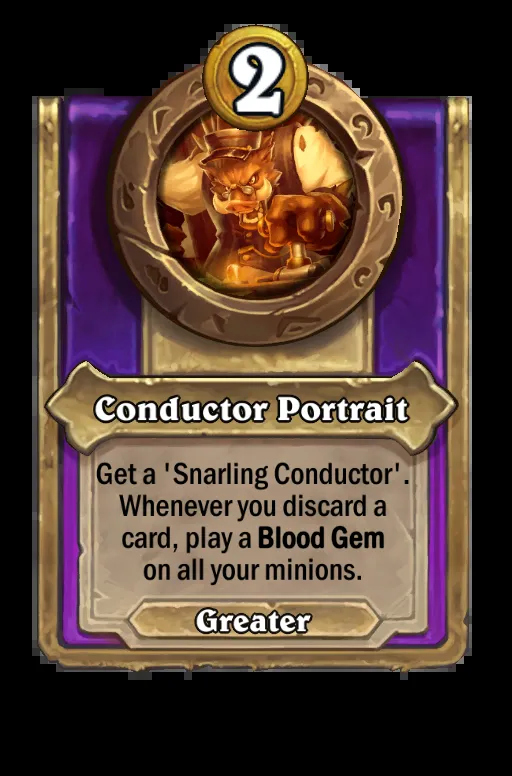 2
Conductor Portrait
Get a 'Snarling Conductor'.
Whenever you discard a
card, play a Blood Gem
on all your minions.
Greater